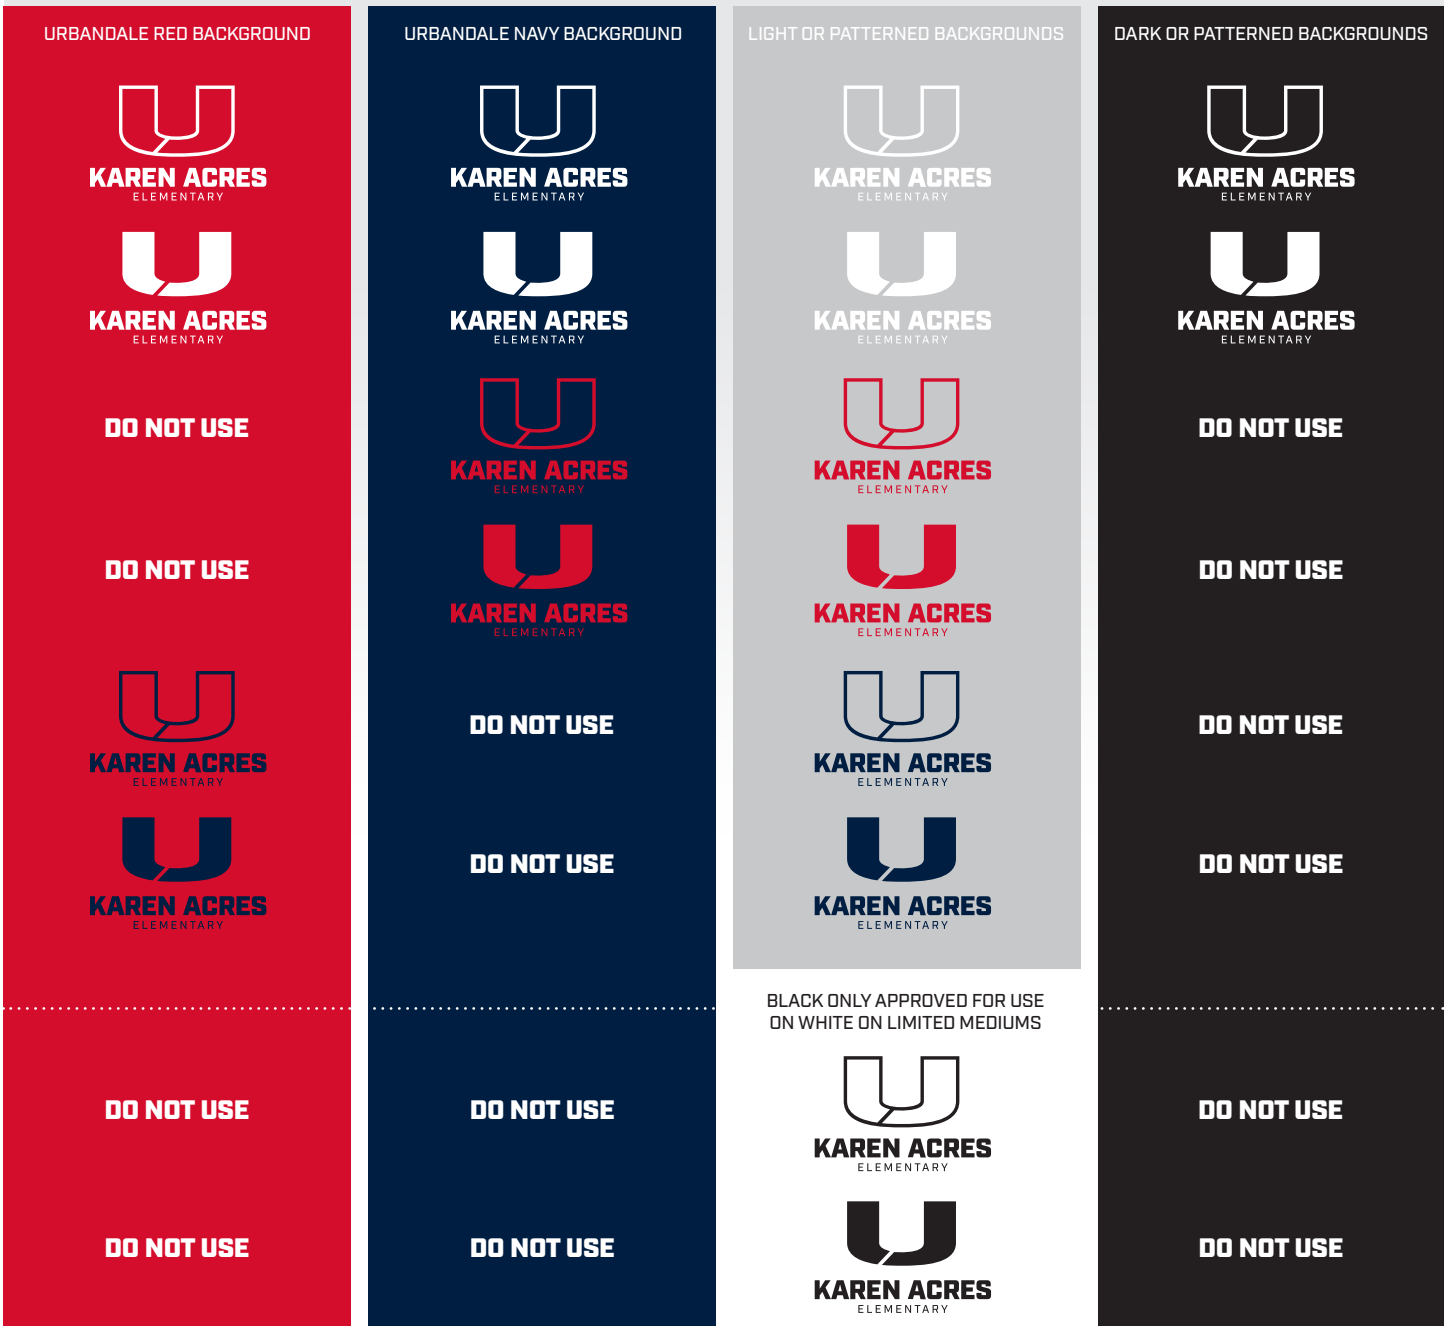 URBANDALE RED BACKGROUND
KAREN ACRES
ELEMENTARY
KAREN ACRES
ELEMENTARY
DO NOT USE
DO NOT USE
KAREN ACRES
ELEMENTARY
KAREN ACRES
ELEMENTARY
DO NOT USE
DO NOT USE
URBANDALE NAVY BACKGROUND
KAREN ACRES
ELEMENTARY
KAREN ACRES
ELEMENTARY
KAREN ACRES
ELEMENTARY
KAREN ACRES
ELEMENTARY
DO NOT USE
DO NOT USE
DO NOT USE
DO NOT USE
LIGHT OR PATTERNED BACKGROUNDS
KAREN ACRES
ELEMENTARY
KAREN ACRES
ELEMENTARY
KAREN ACRES
ELEMENTARY
KAREN ACRES
ELEMENTARY
KAREN ACRES
ELEMENTARY
KAREN ACRES
ELEMENTARY
BLACK ONLY APPROVED FOR USE
ON WHITE ON LIMITED MEDIUMS
KAREN ACRES
ELEMENTARY
KAREN ACRES
ELEMENTARY
DARK OR PATTERNED BACKGROUNDS
KAREN ACRES
ELEMENTARY
KAREN ACRES
ELEMENTARY
DO NOT USE
DO NOT USE
DO NOT USE
DO NOT USE
DO NOT USE
DO NOT USE